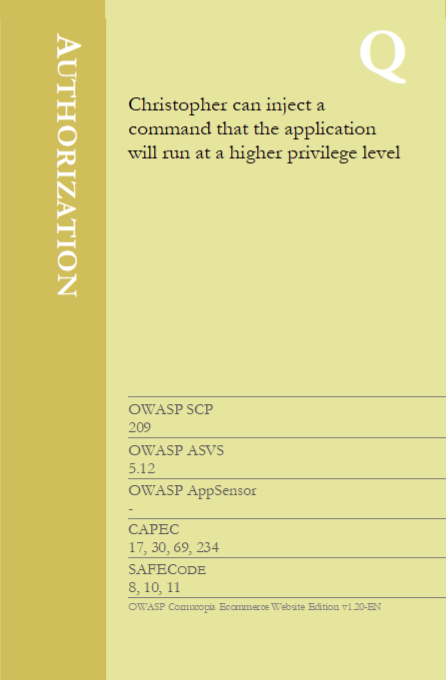 AUTHORIZATION
Q
Christopher can inject a
command that the application
will run at a higher privilege level
OWASP SCP
209
OWASP ASVS
5.12
OWASP AppSensor
-
CAPEC
17, 30, 69, 234
SAFECODE
8, 10, 11
OWASP Cornucopia Ecommerce Website Edition v1.20-EN